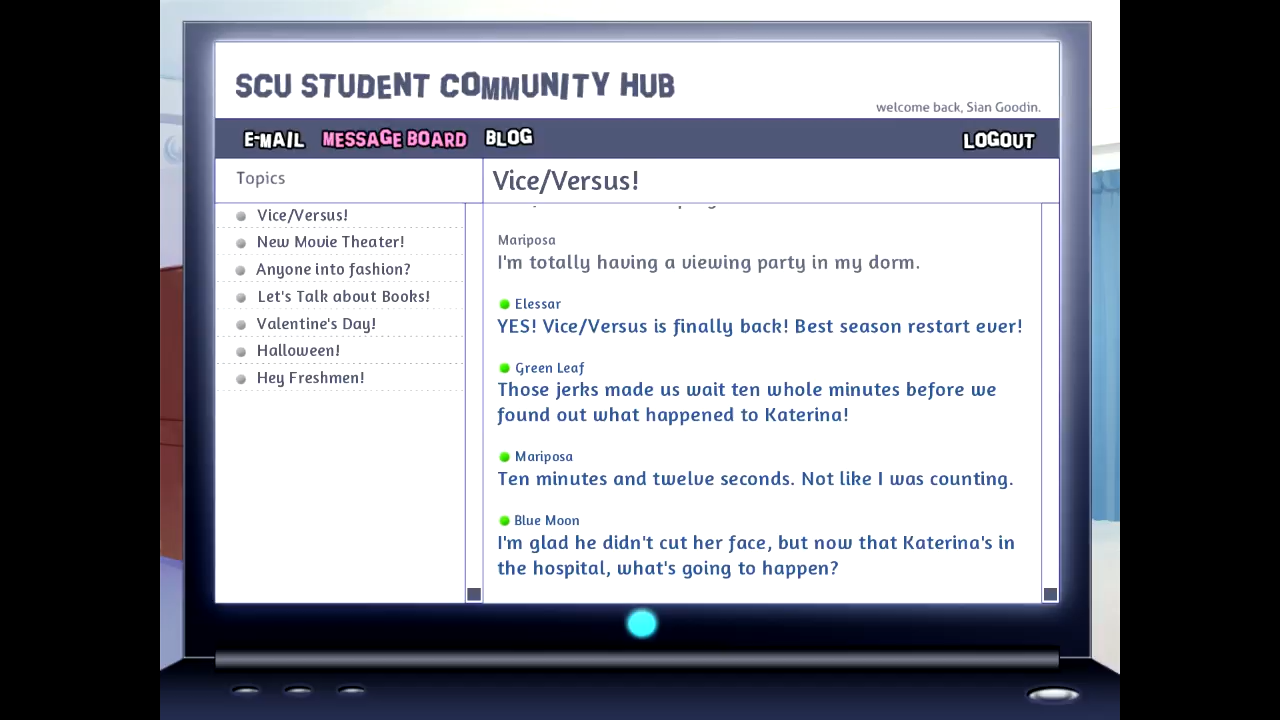 SCU STUDENT COMMUNITY HUB
welcome back, Sian Goodin.
E-MAIL MESSAGE BOARD BLOG LOGOUT
Topics
Vice/Versus!
Vice/Versus!
New Movie Theater!
Anyone into fashion?
Let's Talk about Books!
Valentine's Day!
Halloween!
Hey Freshmen!
Mariposa
I'm totally having a viewing party in my dorm.
Elessar
YES! Vice/Versus is finally back! Best season restart ever!
Green Leaf
Those jerks made us wait ten whole minutes before we
found out what happened to Katerina!
Mariposa
Ten minutes and twelve seconds. Not like I was counting.
Blue Moon
I'm glad he didn't cut her face, but now that Katerina's in
the hospital, what's going to happen?